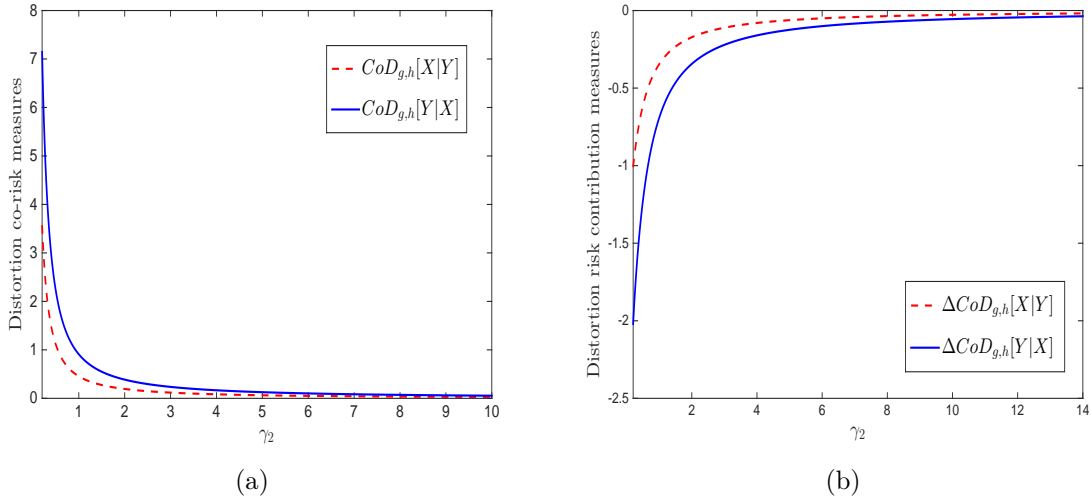 Distortion co-risk measures
8
7
6
5
4
3
2
1
0
1 2 3 4 5 6 7 8 9 10
γ₂
CoD_{g,h}[X|Y]
CoD_{g,h}[Y|X]
(a)
Distortion risk contribution measures
0
-0.5
-1
-1.5
-2
-2.5
2 4 6 8 10 12 14
γ₂
ΔCoD_{g,h}[X|Y]
ΔCoD_{g,h}[Y|X]
(b)